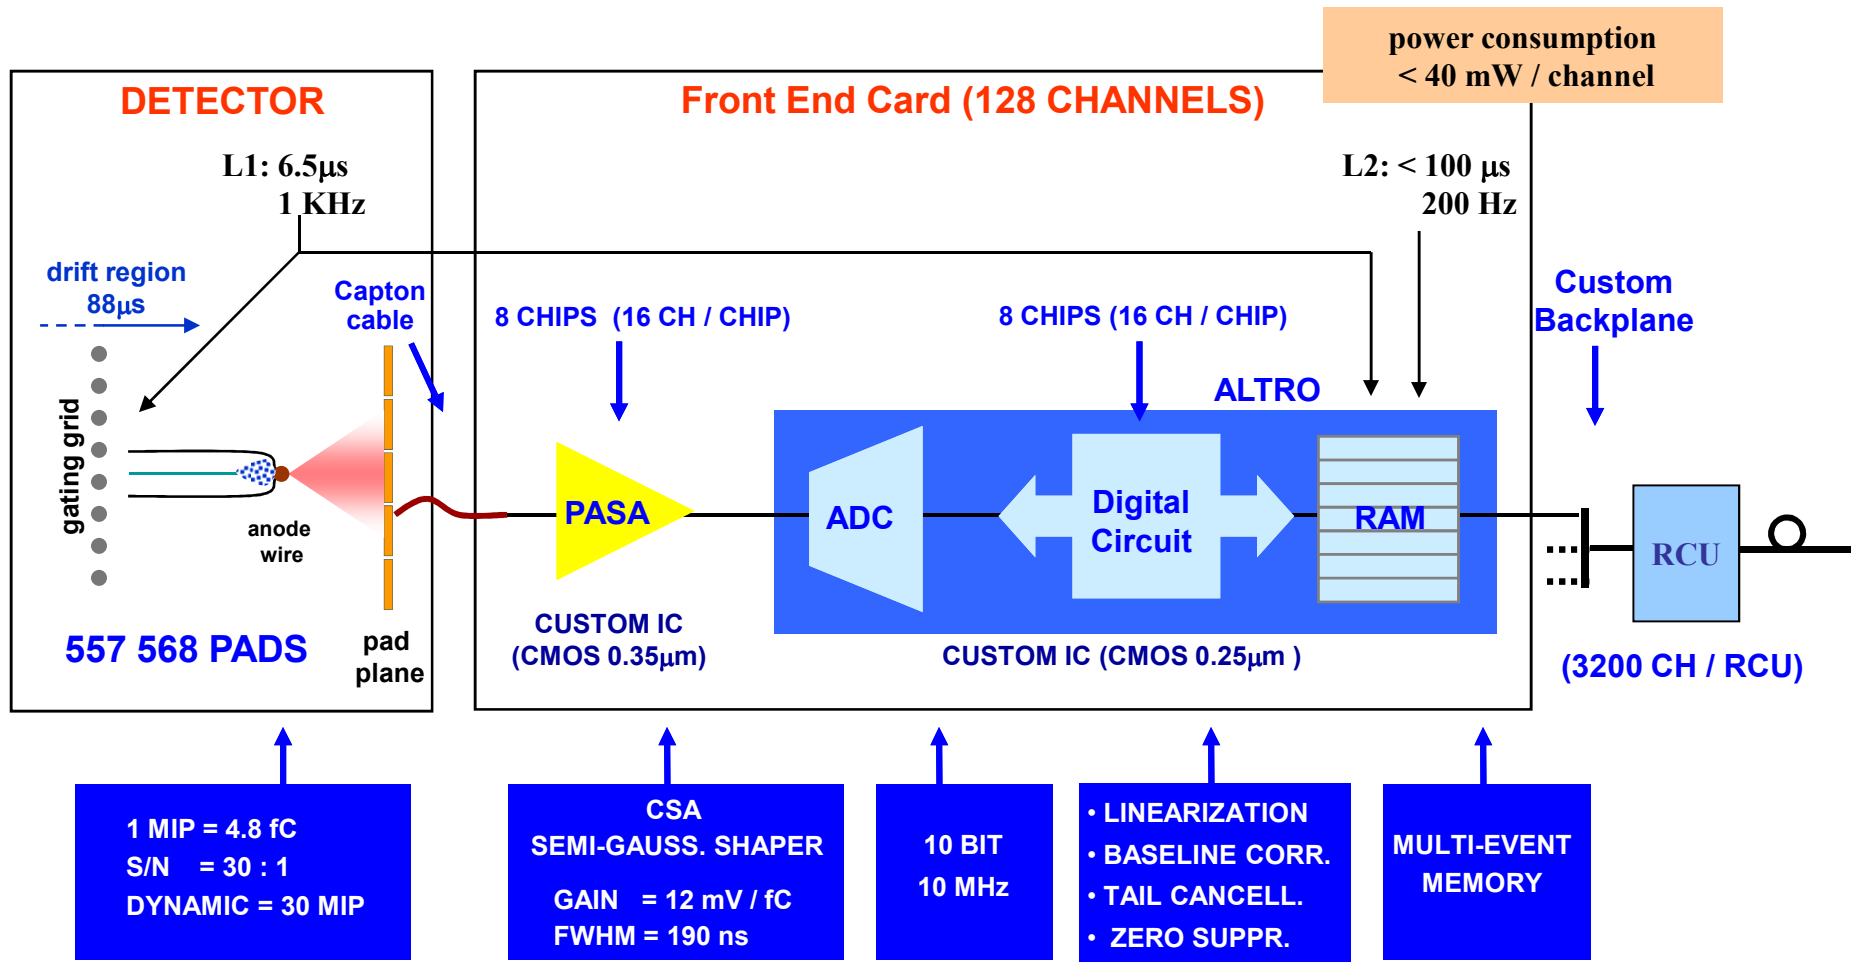 power consumption
< 40 mW / channel
DETECTOR
Front End Card (128 CHANNELS)
L1: 6.5µs
1 KHz
L2: < 100 µs
200 Hz
drift region
88µs
Capton
cable
8 CHIPS (16 CH / CHIP)
8 CHIPS (16 CH / CHIP)
Custom
Backplane
ALTRO
gating grid
anode
wire
PASA
ADC
Digital
Circuit
RAM
RCU
557 568 PADS
pad
plane
CUSTOM IC
(CMOS 0.35µm)
CUSTOM IC (CMOS 0.25µm )
(3200 CH / RCU)
1 MIP = 4.8 fC
S/N = 30 : 1
DYNAMIC = 30 MIP
CSA
SEMI-GAUSS. SHAPER
GAIN = 12 mV / fC
FWHM = 190 ns
10 BIT
10 MHz
• LINEARIZATION
• BASELINE CORR.
• TAIL CANCELL.
• ZERO SUPPR.
MULTI-EVENT
MEMORY